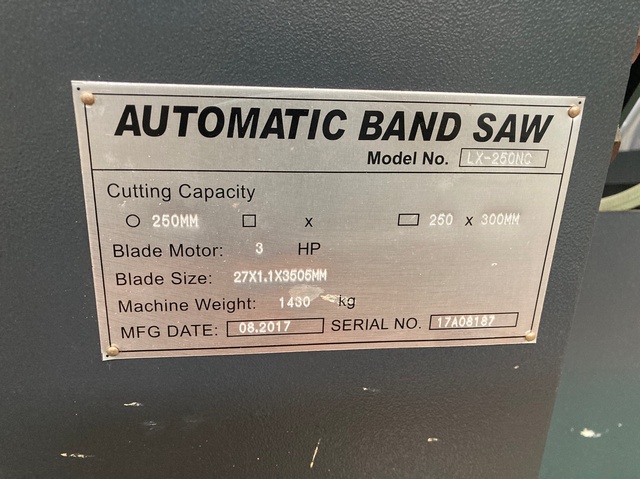 AUTOMATIC BAND SAW
Model No. LX-250NC
Cutting Capacity
250MM x 250 x 300MM
Blade Motor: 3 HP
Blade Size: 27X1.1X3505MM
Machine Weight: 1430 kg
MFG DATE: 08.2017 SERIAL NO. 17A08187